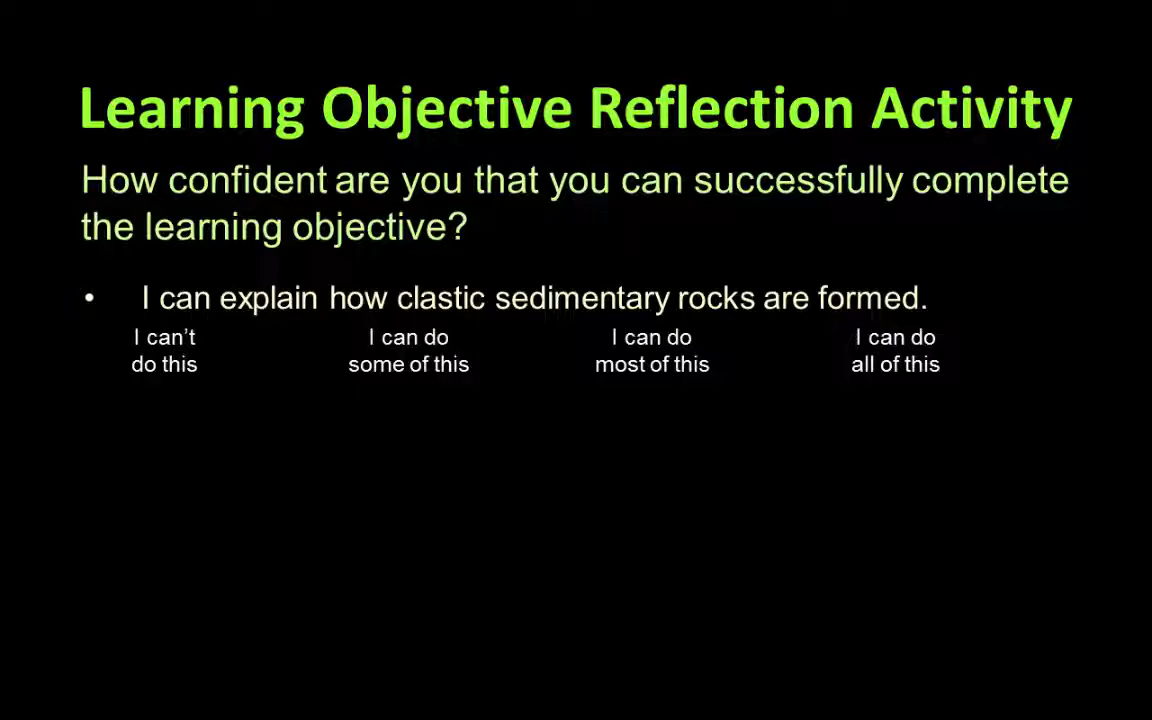 Learning Objective Reflection Activity
How confident are you that you can successfully complete
the learning objective?
• I can explain how clastic sedimentary rocks are formed.
I can't I can do I can do I can do
do this some of this most of this all of this